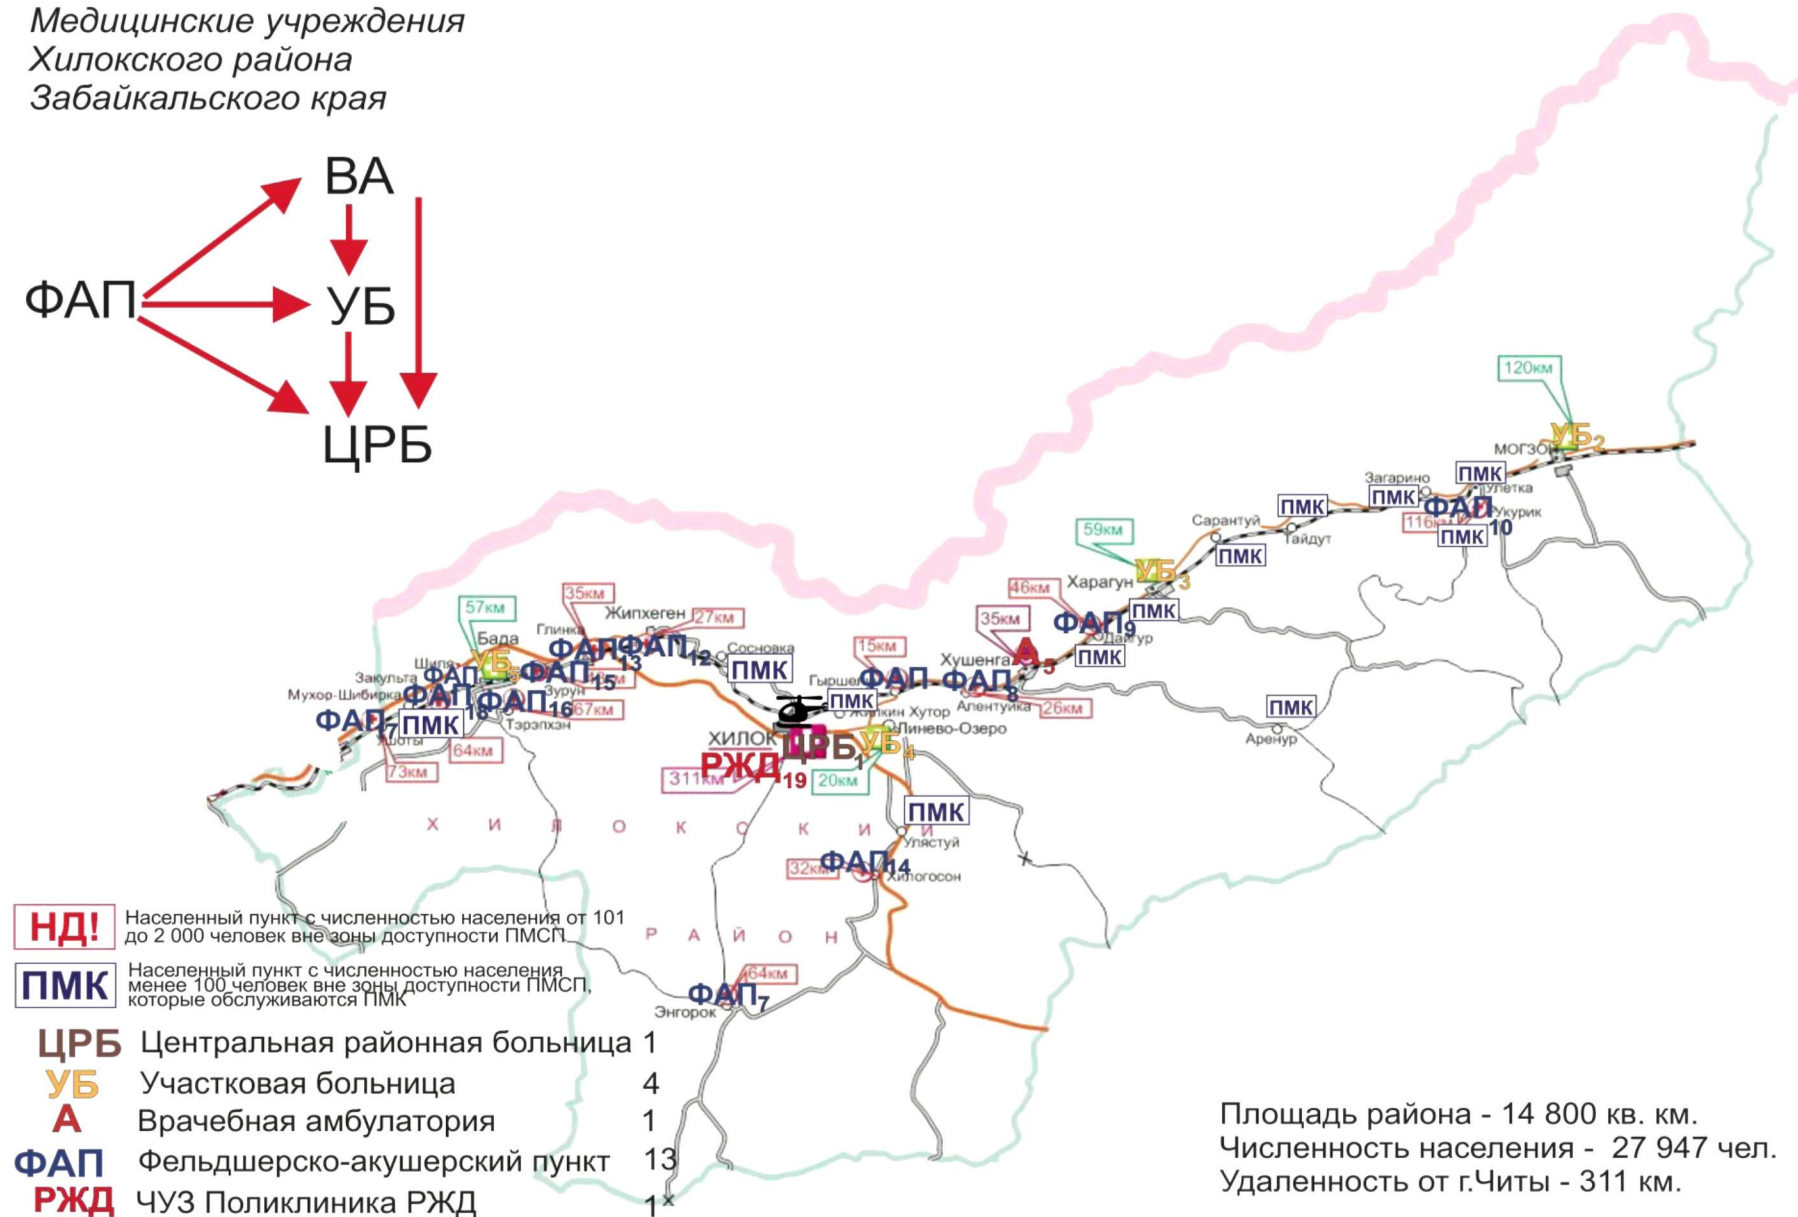 Медицинские учреждения
Хилокского района
Забайкальского края
ВА
ФАП
УБ
ЦРБ
120км
УБ2
МОГЗОН
ПМК
Загарино
ПМК
Улетка
ПМК
ФАП10
Укурик
116км
ПМК
59км
Сарантуй
Тайдут
ПМК
УБ3
Харагун
46км
ПМК
ФАП9
Дайгур
ПМК
35км
А5
Хушенга
57км
35км
Жипхеген
27км
Глинка
Бада
УБ
ФАП13
ФАП12
Сосновка
ПМК
15км
Гыршел
ФАП
ФАП8
Алентуйка
26км
Шиля
ФАП
Закульта
ФАП15
Мухор-Шибирка
ФАП18
Зурун
ФАП16
67км
ФАП17
ПМК
Тэрэпхэн
Ушоты
64км
73км
ПМК
Жилкин Хутор
Линево-Озеро
ХИЛОК
ЦРБ1
УБ4
РЖД19
311км
20км
ПМК
Аренур
ПМК
Улястуй
ХИЛОКСКИЙ
32км
ФАП14
Хилогосон
РАЙОН
64км
ФАП7
Энгорок
НД! Населенный пункт с численностью населения от 101
до 2 000 человек вне зоны доступности ПМСП
ПМК Населенный пункт с численностью населения
менее 100 человек вне зоны доступности ПМСП,
которые обслуживаются ПМК
ЦРБ Центральная районная больница 1
УБ Участковая больница 4
А Врачебная амбулатория 1
ФАП Фельдшерско-акушерский пункт 13
РЖД ЧУЗ Поликлиника РЖД 1
Площадь района - 14 800 кв. км.
Численность населения - 27 947 чел.
Удаленность от г.Читы - 311 км.